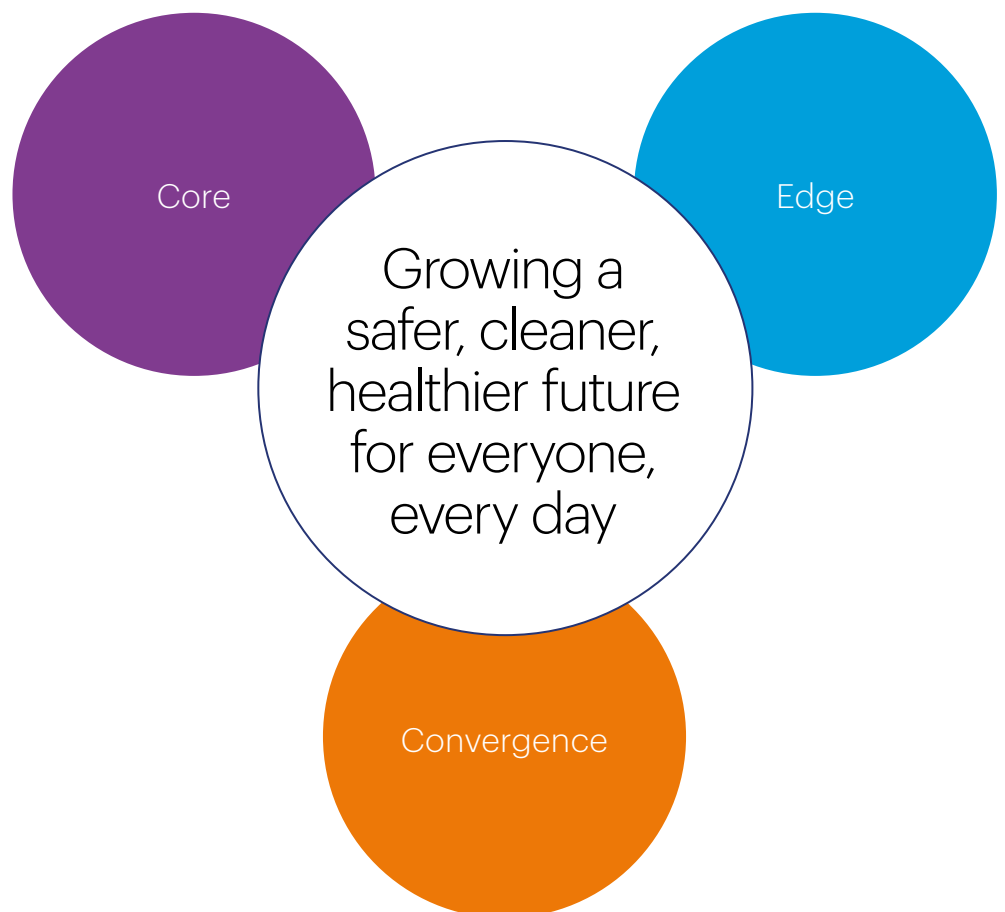 Core
Edge
Growing a
safer, cleaner,
healthier future
for everyone,
every day
Convergence